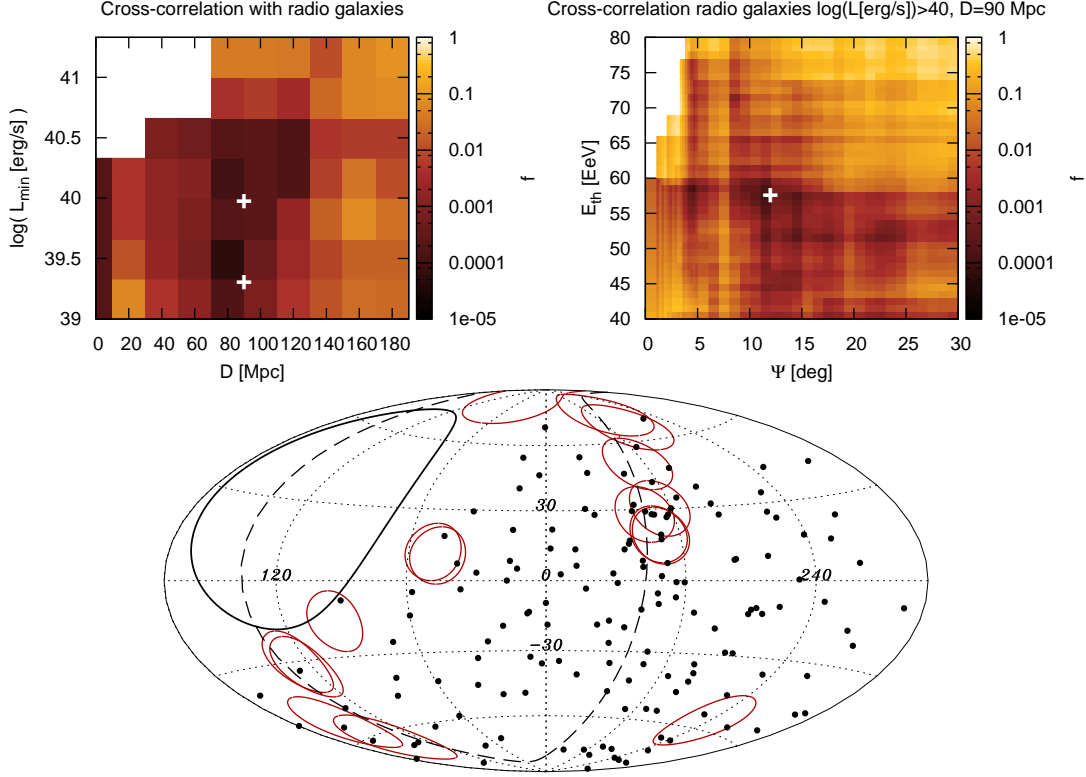 Cross-correlation with radio galaxies
41
40.5
40
39.5
39
log( L_min [erg/s] )
0 20 40 60 80 100 120 140 160 180
D [Mpc]
1
0.1
0.01
0.001
0.0001
1e-05
f
Cross-correlation radio galaxies log(L[erg/s])>40, D=90 Mpc
80
75
70
65
60
55
50
45
40
E_th [EeV]
0 5 10 15 20 25 30
Ψ [deg]
1
0.1
0.01
0.001
0.0001
1e-05
f
30
120 0 240
−30